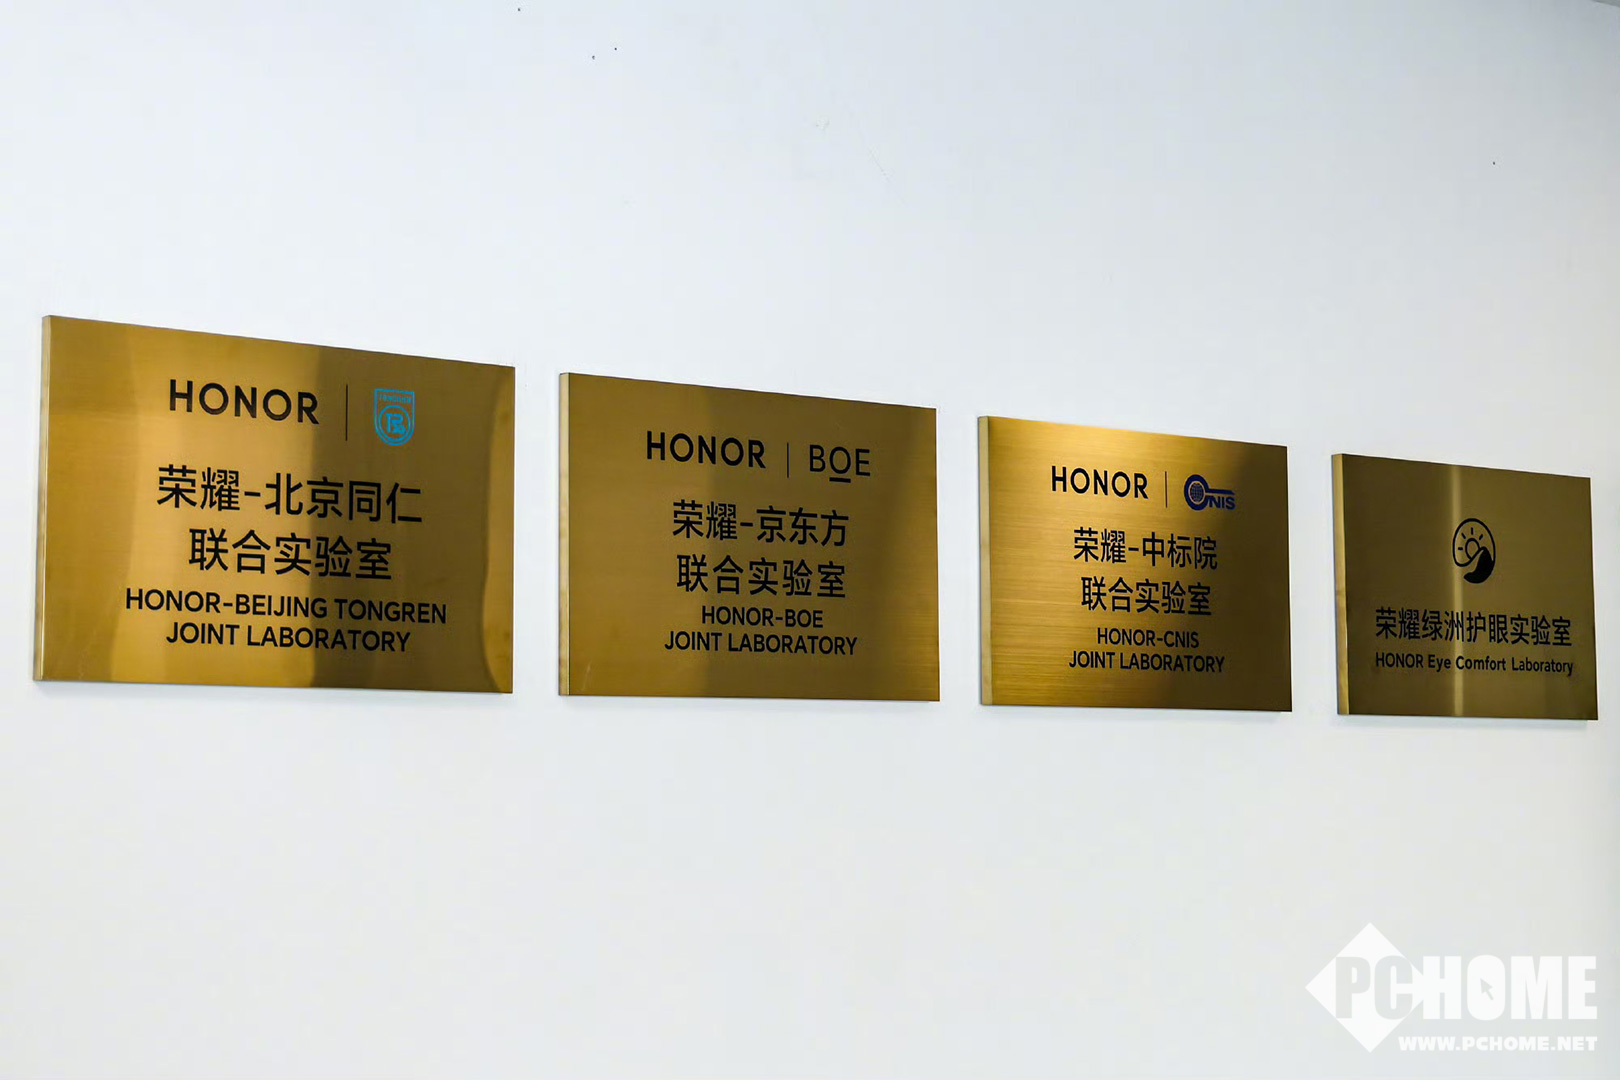 HONOR
荣耀-北京同仁
联合实验室
HONOR-BEIJING TONGREN
JOINT LABORATORY
HONOR | BOE
荣耀-京东方
联合实验室
HONOR-BOE
JOINT LABORATORY
HONOR | CNIS
荣耀-中标院
联合实验室
HONOR-CNIS
JOINT LABORATORY
荣耀绿洲护眼实验室
HONOR Eye Comfort Laboratory
PCHOME
WWW.PCHOME.NET